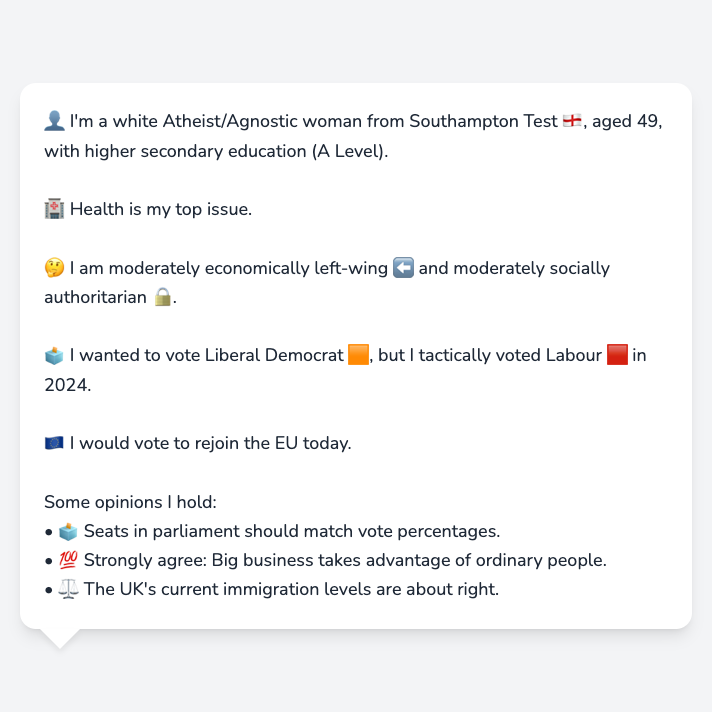 👤 I'm a white Atheist/Agnostic woman from Southampton Test 🏴󠁧󠁢󠁥󠁮󠁧󠁿, aged 49,
with higher secondary education (A Level).
🏥 Health is my top issue.
🤔 I am moderately economically left-wing ⬅️ and moderately socially
authoritarian 🔒.
🗳️ I wanted to vote Liberal Democrat 🟧, but I tactically voted Labour 🟥 in
2024.
🇪🇺 I would vote to rejoin the EU today.
Some opinions I hold:
• 🗳️ Seats in parliament should match vote percentages.
• 💯 Strongly agree: Big business takes advantage of ordinary people.
• ⚖️ The UK's current immigration levels are about right.